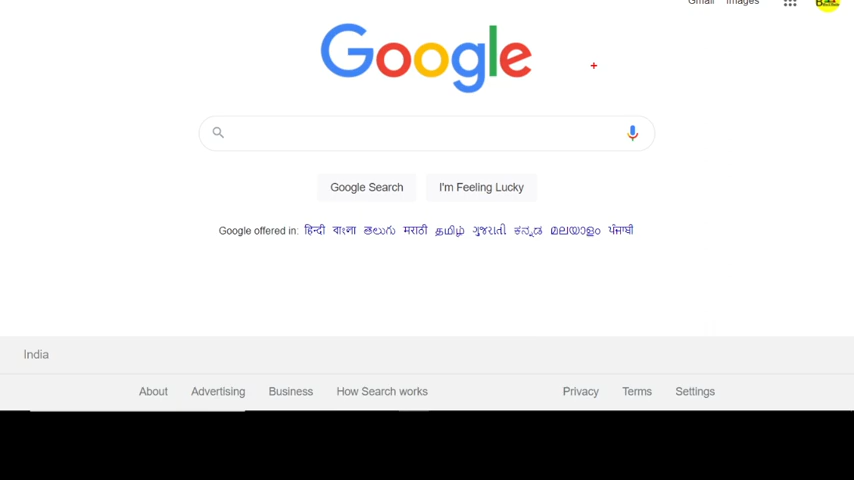 Gmail Images
Google
Google Search I'm Feeling Lucky
Google offered in: हिन्दी বাংলা తెలుగు मराठी தமிழ் ગુજરાતી ಕನ್ನಡ മലയാളം ਪੰਜਾਬੀ
India
About Advertising Business How Search works Privacy Terms Settings